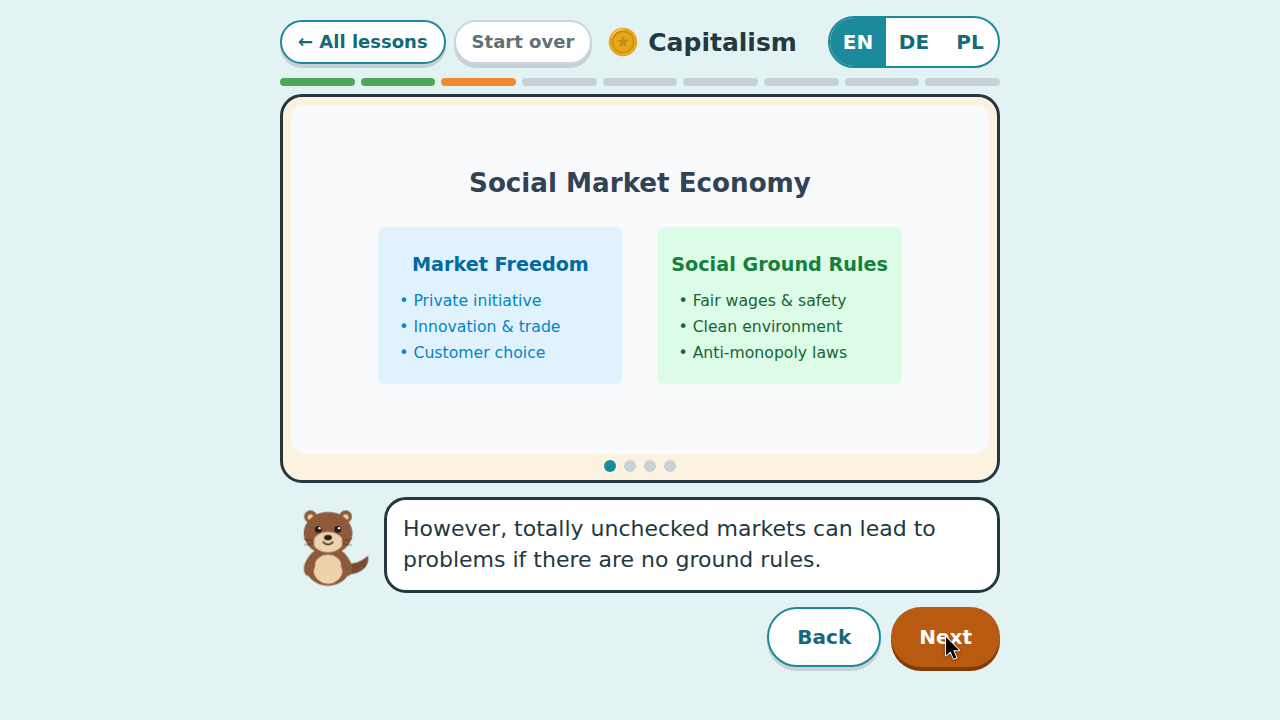 ← All lessons
Start over
Capitalism
EN DE PL
Social Market Economy
Market Freedom
• Private initiative
• Innovation & trade
• Customer choice
Social Ground Rules
• Fair wages & safety
• Clean environment
• Anti-monopoly laws
However, totally unchecked markets can lead to
problems if there are no ground rules.
Back
Next